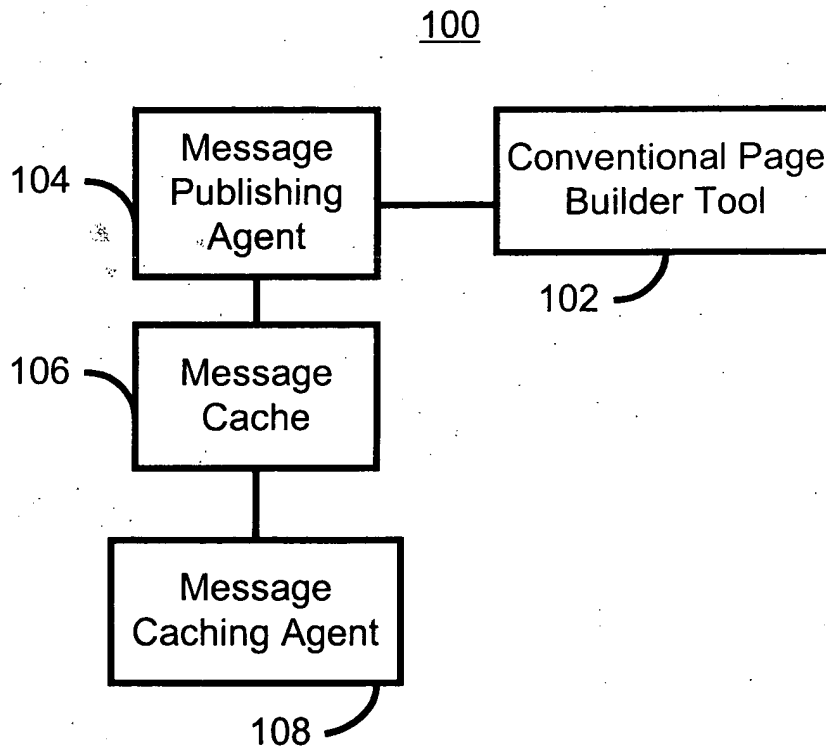 100
Message
Publishing
Agent
104
Conventional Page
Builder Tool
102
Message
Cache
106
Message
Caching Agent
108